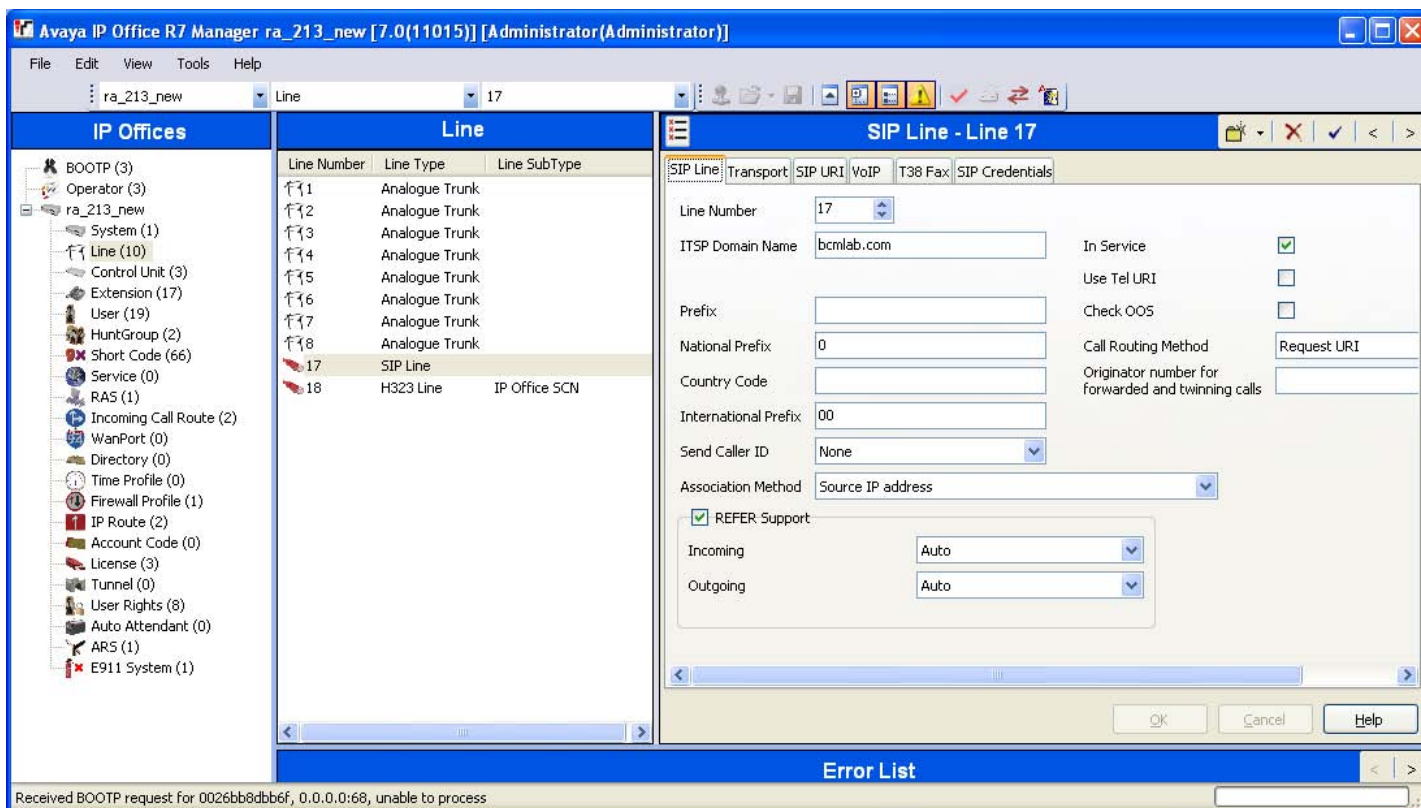 Avaya IP Office R7 Manager ra_213_new [7.0(11015)] [Administrator(Administrator)]
File Edit View Tools Help
ra_213_new Line 17
IP Offices
BOOTP (3)
Operator (3)
ra_213_new
System (1)
Line (10)
Control Unit (3)
Extension (17)
User (19)
HuntGroup (2)
Short Code (66)
Service (0)
RAS (1)
Incoming Call Route (2)
WanPort (0)
Directory (0)
Time Profile (0)
Firewall Profile (1)
IP Route (2)
Account Code (0)
License (3)
Tunnel (0)
User Rights (8)
Auto Attendant (0)
ARS (1)
E911 System (1)
Line
Line Number Line Type Line SubType
1 Analogue Trunk
2 Analogue Trunk
3 Analogue Trunk
4 Analogue Trunk
5 Analogue Trunk
6 Analogue Trunk
7 Analogue Trunk
8 Analogue Trunk
17 SIP Line
18 H323 Line IP Office SCN
SIP Line - Line 17
SIP Line Transport SIP URI VoIP T38 Fax SIP Credentials
Line Number 17
ITSP Domain Name bcmlab.com In Service
Use Tel URI
Prefix Check OOS
National Prefix 0 Call Routing Method Request URI
Country Code Originator number for
forwarded and twinning calls
International Prefix 00
Send Caller ID None
Association Method Source IP address
REFER Support
Incoming Auto
Outgoing Auto
OK Cancel Help
Error List
Received BOOTP request for 0026bb8dbb6f, 0.0.0.0:68, unable to process